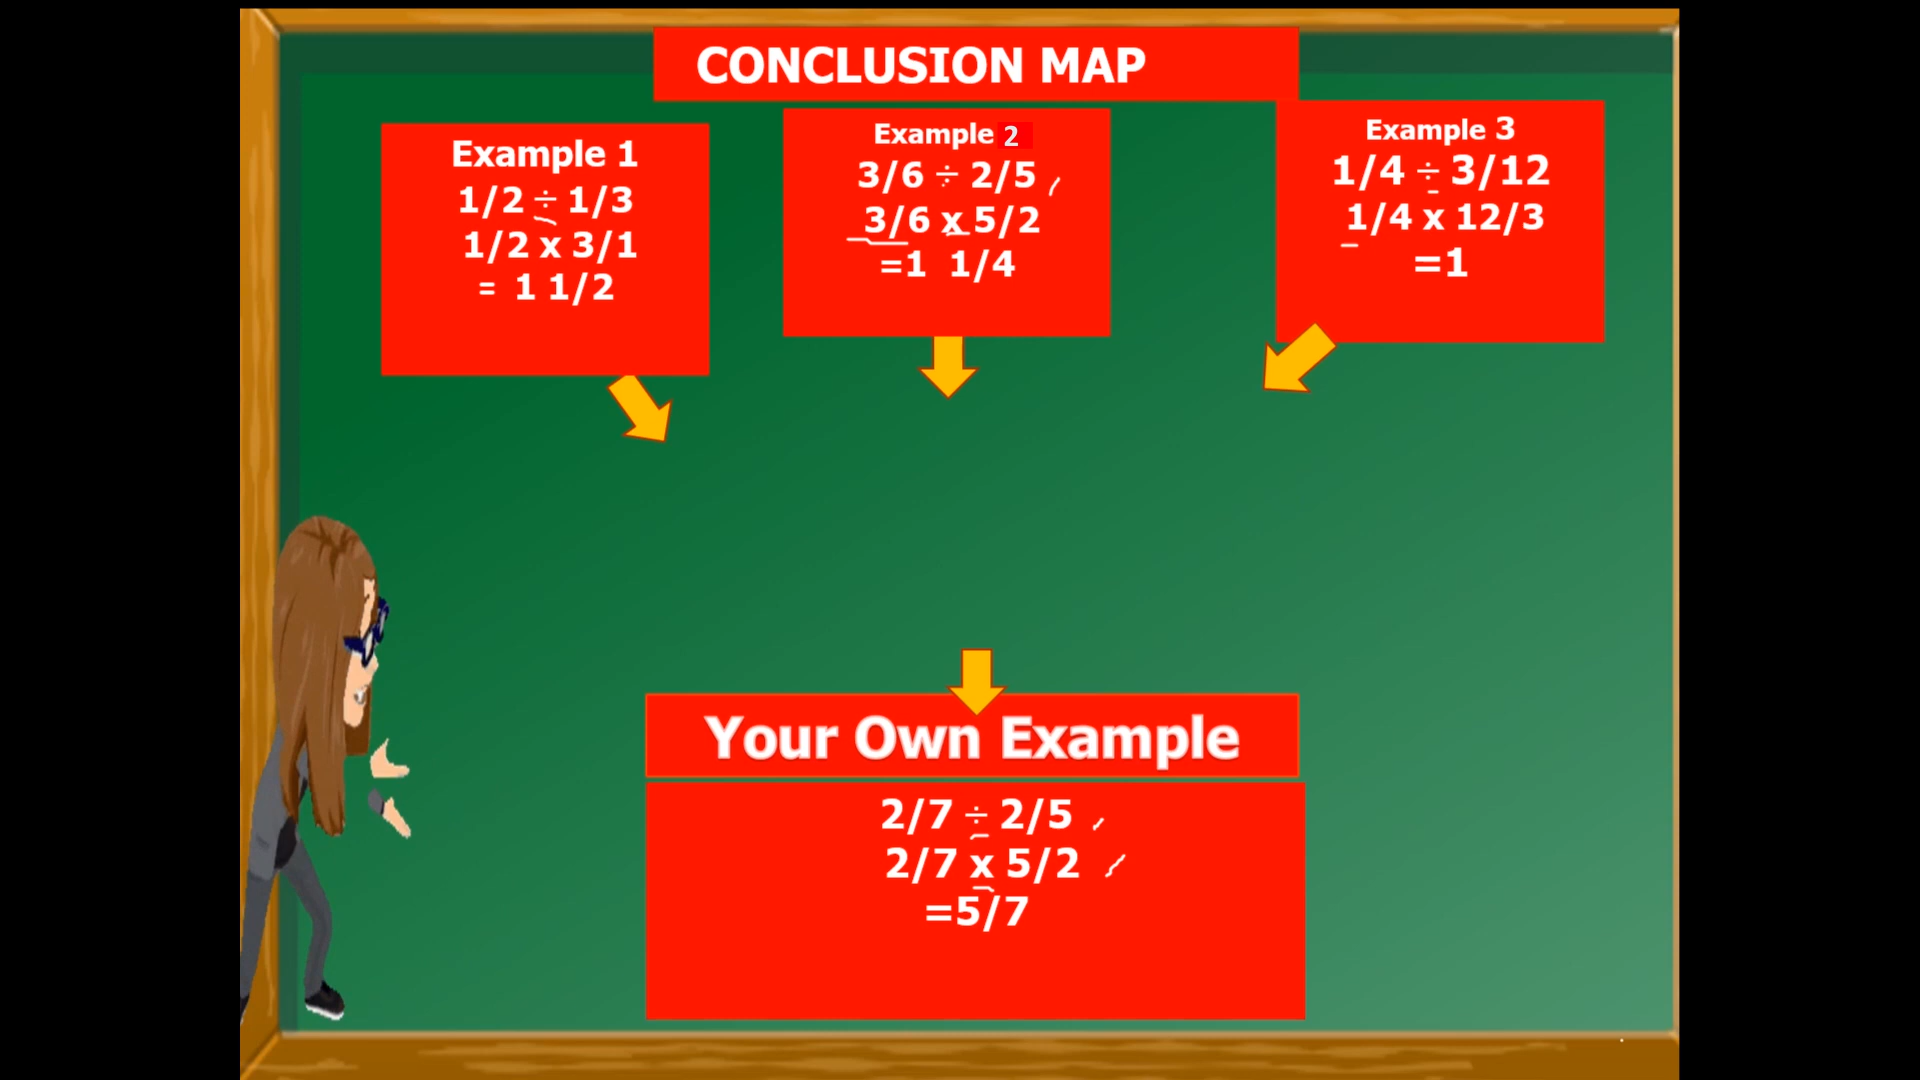 CONCLUSION MAP
Example 1
1/2 ÷ 1/3
1/2 x 3/1
= 1 1/2
Example 2
3/6 ÷ 2/5
3/6 x 5/2
=1 1/4
Example 3
1/4 ÷ 3/12
1/4 x 12/3
=1
Your Own Example
2/7 ÷ 2/5
2/7 x 5/2
=5/7